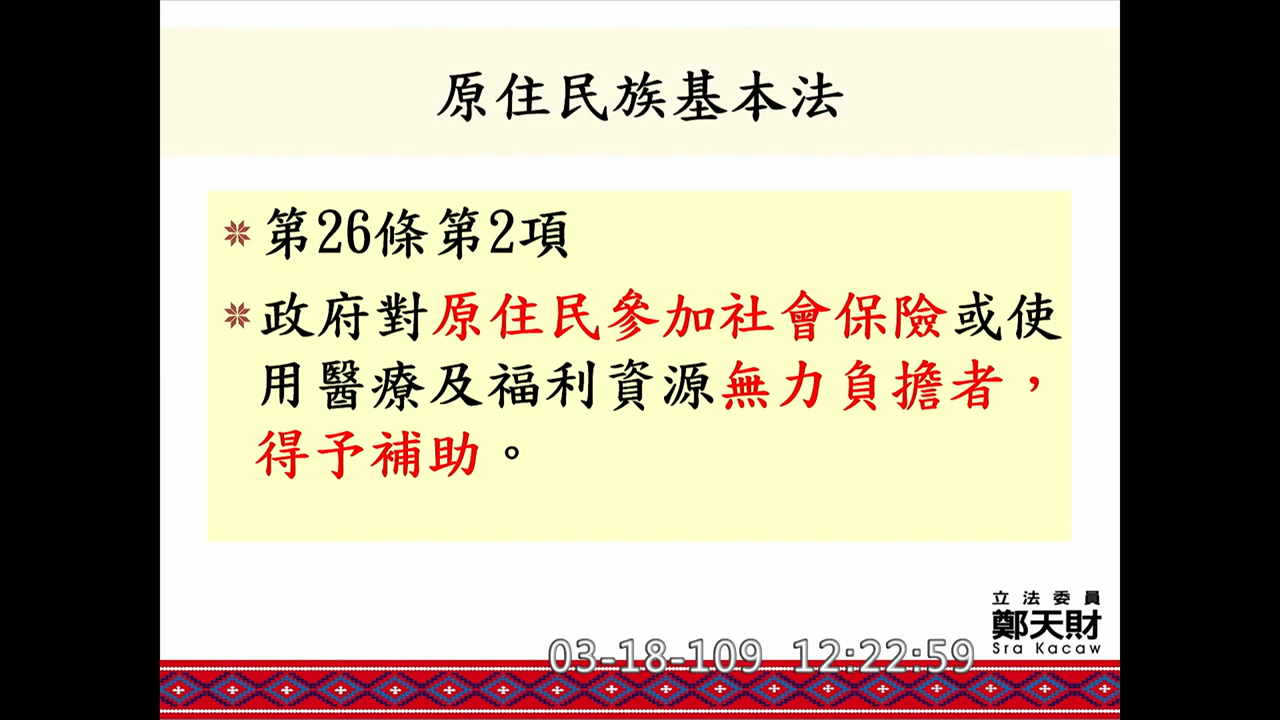 原住民族基本法
第26條第2項
政府對原住民參加社會保險或使
用醫療及福利資源無力負擔者，
得予補助。
立法委員
鄭天財
Sra Kacaw
03-18-109 12:22:59